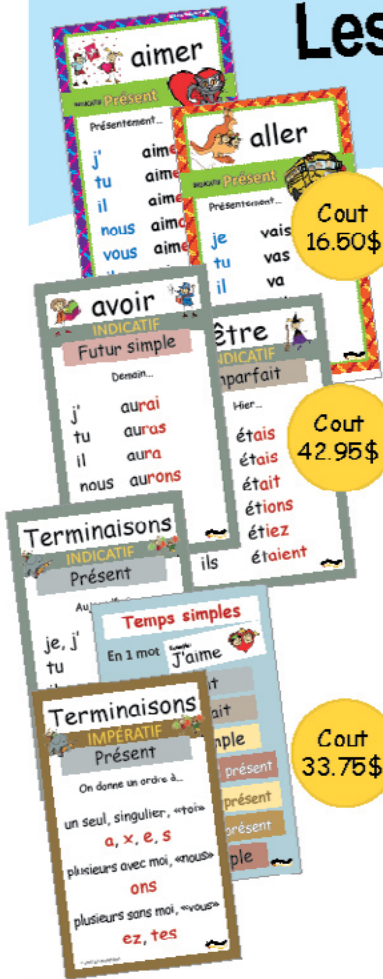 Les
aimer
INDICATIF Présent
Présentement...
j' aime
tu aime
il aime
nous aimo
vous aime
aller
INDICATIF Présent
Présentement...
je vais
tu vas
il va
Cout
16.50$
avoir
INDICATIF
Futur simple
Demain...
j' aurai
tu auras
il aura
nous aurons
être
INDICATIF
mparfait
Hier...
étais
étais
était
étions
étiez
ils étaient
Cout
42.95$
Terminaisons
INDICATIF
Présent
je, j'
tu
Temps simples
En 1 mot
J'aime
ait
mple
présent
présent
présent
ple
Terminaisons
IMPÉRATIF
Présent
On donne un ordre à...
un seul, singulier, «toi»
a, x, e, s
plusieurs avec moi, «nous»
ons
plusieurs sans moi, «vous»
ez, tes
Cout
33.75$